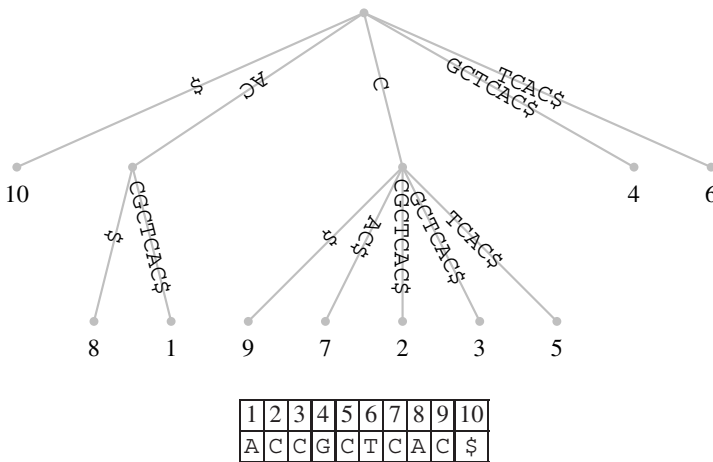 $
AC
C
GCTCAC$
TCAC$
10
4
6
$
CGCTCAC$
$
AC$
CGCTCAC$
GCTCAC$
TCAC$
8 1 9 7 2 3 5
1 2 3 4 5 6 7 8 9 10
A C C G C T C A C $